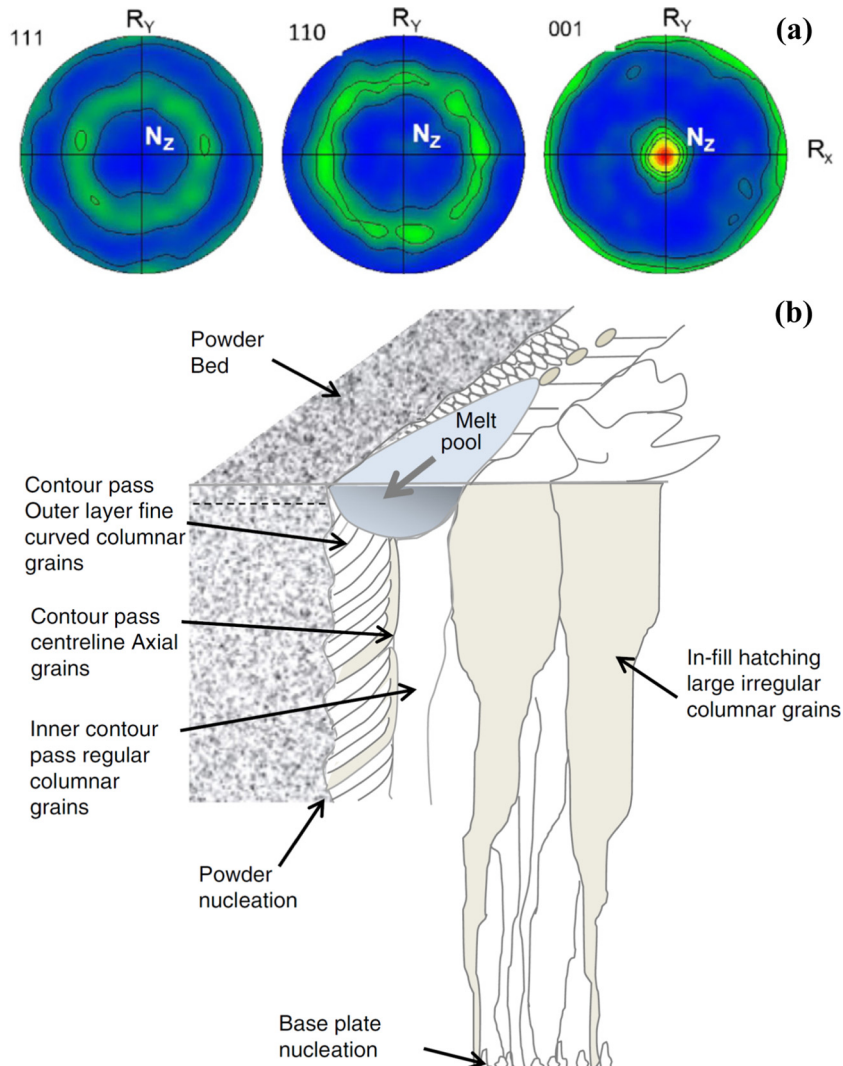 (a)
111
R_Y
N_Z
110
R_Y
N_Z
001
R_Y
N_Z
R_x
(b)
Powder
Bed
Melt
pool
Contour pass
Outer layer fine
curved columnar
grains
Contour pass
centreline Axial
grains
In-fill hatching
large irregular
columnar grains
Inner contour
pass regular
columnar
grains
Powder
nucleation
Base plate
nucleation